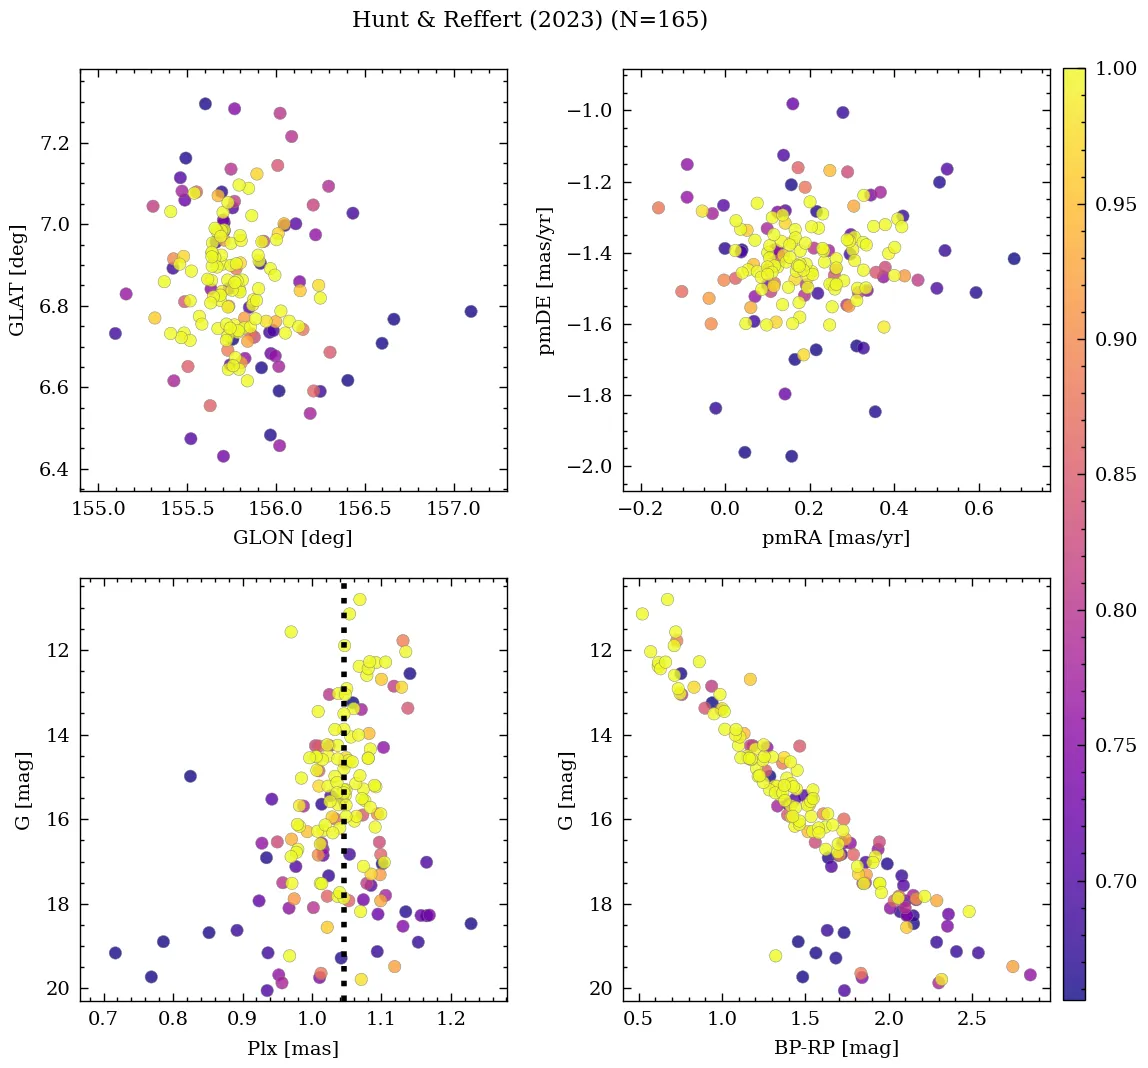 Hunt & Reffert (2023) (N=165)
7.2
7.0
6.8
6.6
6.4
GLAT [deg]
155.0 155.5 156.0 156.5 157.0
GLON [deg]
−1.0
−1.2
−1.4
−1.6
−1.8
−2.0
pmDE [mas/yr]
−0.2 0.0 0.2 0.4 0.6
pmRA [mas/yr]
12
14
16
18
20
G [mag]
0.7 0.8 0.9 1.0 1.1 1.2
Plx [mas]
12
14
16
18
20
G [mag]
0.5 1.0 1.5 2.0 2.5
BP-RP [mag]
1.00
0.95
0.90
0.85
0.80
0.75
0.70